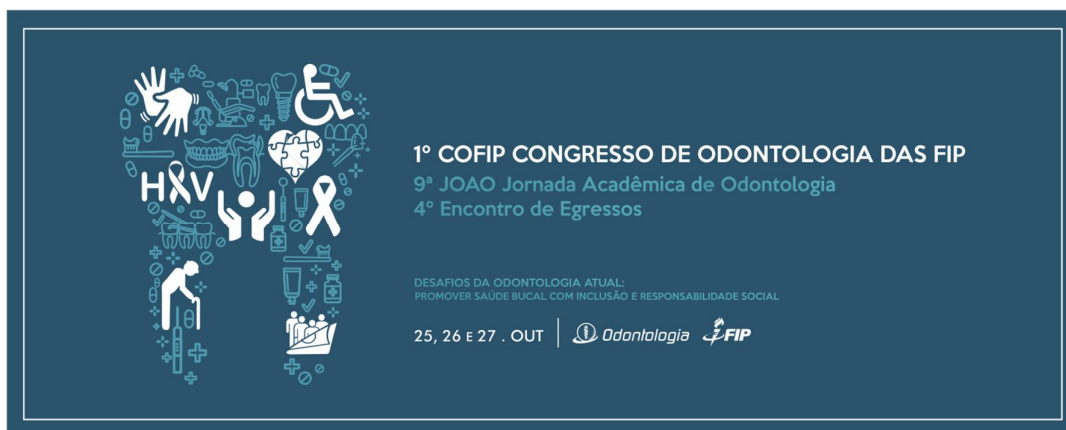 HIV
1º COFIP CONGRESSO DE ODONTOLOGIA DAS FIP
9ª JOAO Jornada Acadêmica de Odontologia
4º Encontro de Egressos
DESAFIOS DA ODONTOLOGIA ATUAL:
PROMOVER SAÚDE BUCAL COM INCLUSÃO E RESPONSABILIDADE SOCIAL
25, 26 E 27 . OUT
Odontologia
FIP